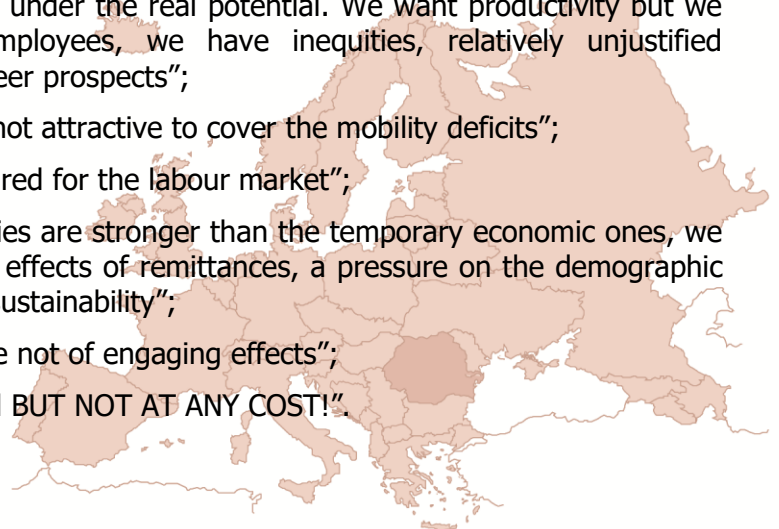 under the real potential. We want productivity but we
mployees, we have inequities, relatively unjustified
eer prospects”;
not attractive to cover the mobility deficits”;
red for the labour market”;
ies are stronger than the temporary economic ones, we
effects of remittances, a pressure on the demographic
sustainability”;
e not of engaging effects”;
BUT NOT AT ANY COST!”.